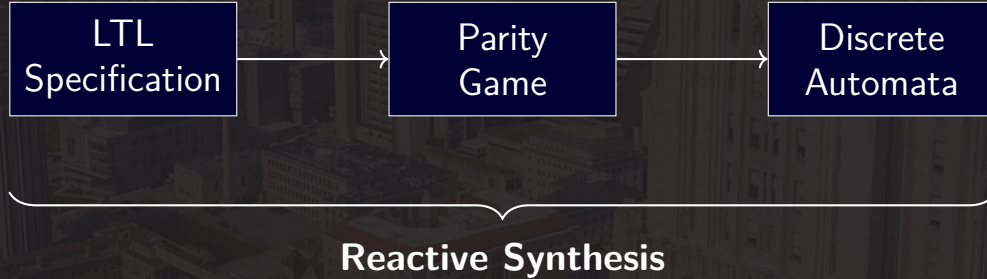 LTL
Specification
Parity
Game
Discrete
Automata
Reactive Synthesis